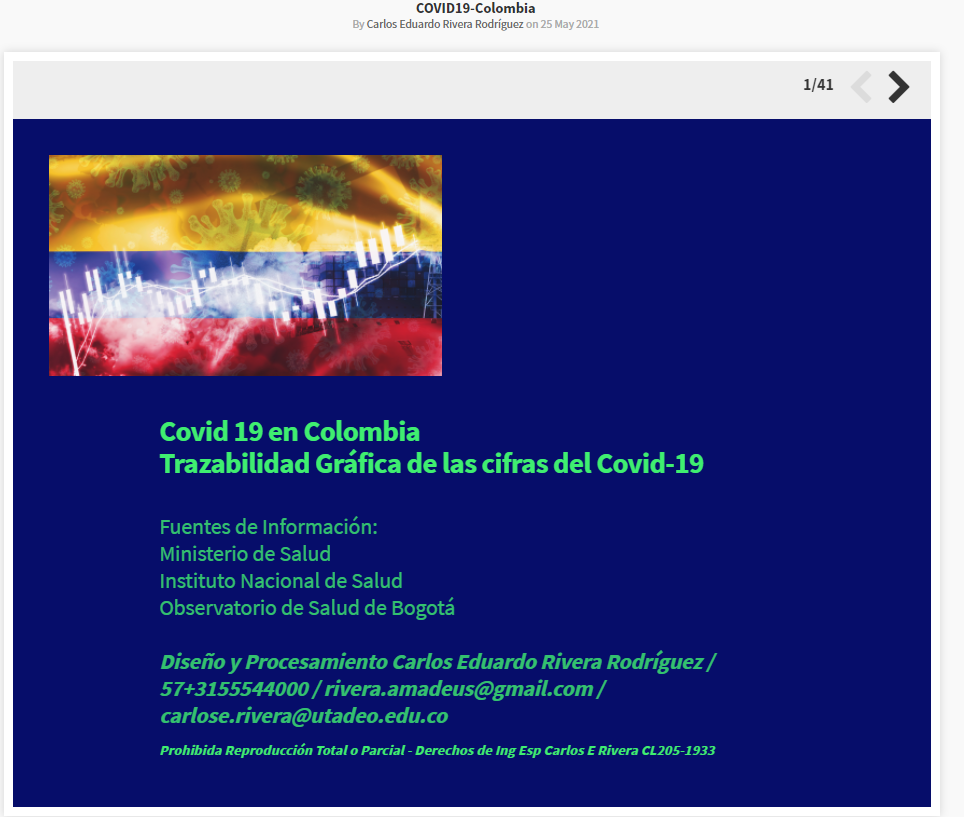 COVID19-Colombia
By Carlos Eduardo Rivera Rodríguez on 25 May 2021
1/41
Covid 19 en Colombia
Trazabilidad Gráfica de las cifras del Covid-19
Fuentes de Información:
Ministerio de Salud
Instituto Nacional de Salud
Observatorio de Salud de Bogotá
Diseño y Procesamiento Carlos Eduardo Rivera Rodríguez /
57+3155544000 / rivera.amadeus@gmail.com /
carlose.rivera@utadeo.edu.co
Prohibida Reproducción Total o Parcial - Derechos de Ing Esp Carlos E Rivera CL205-1933